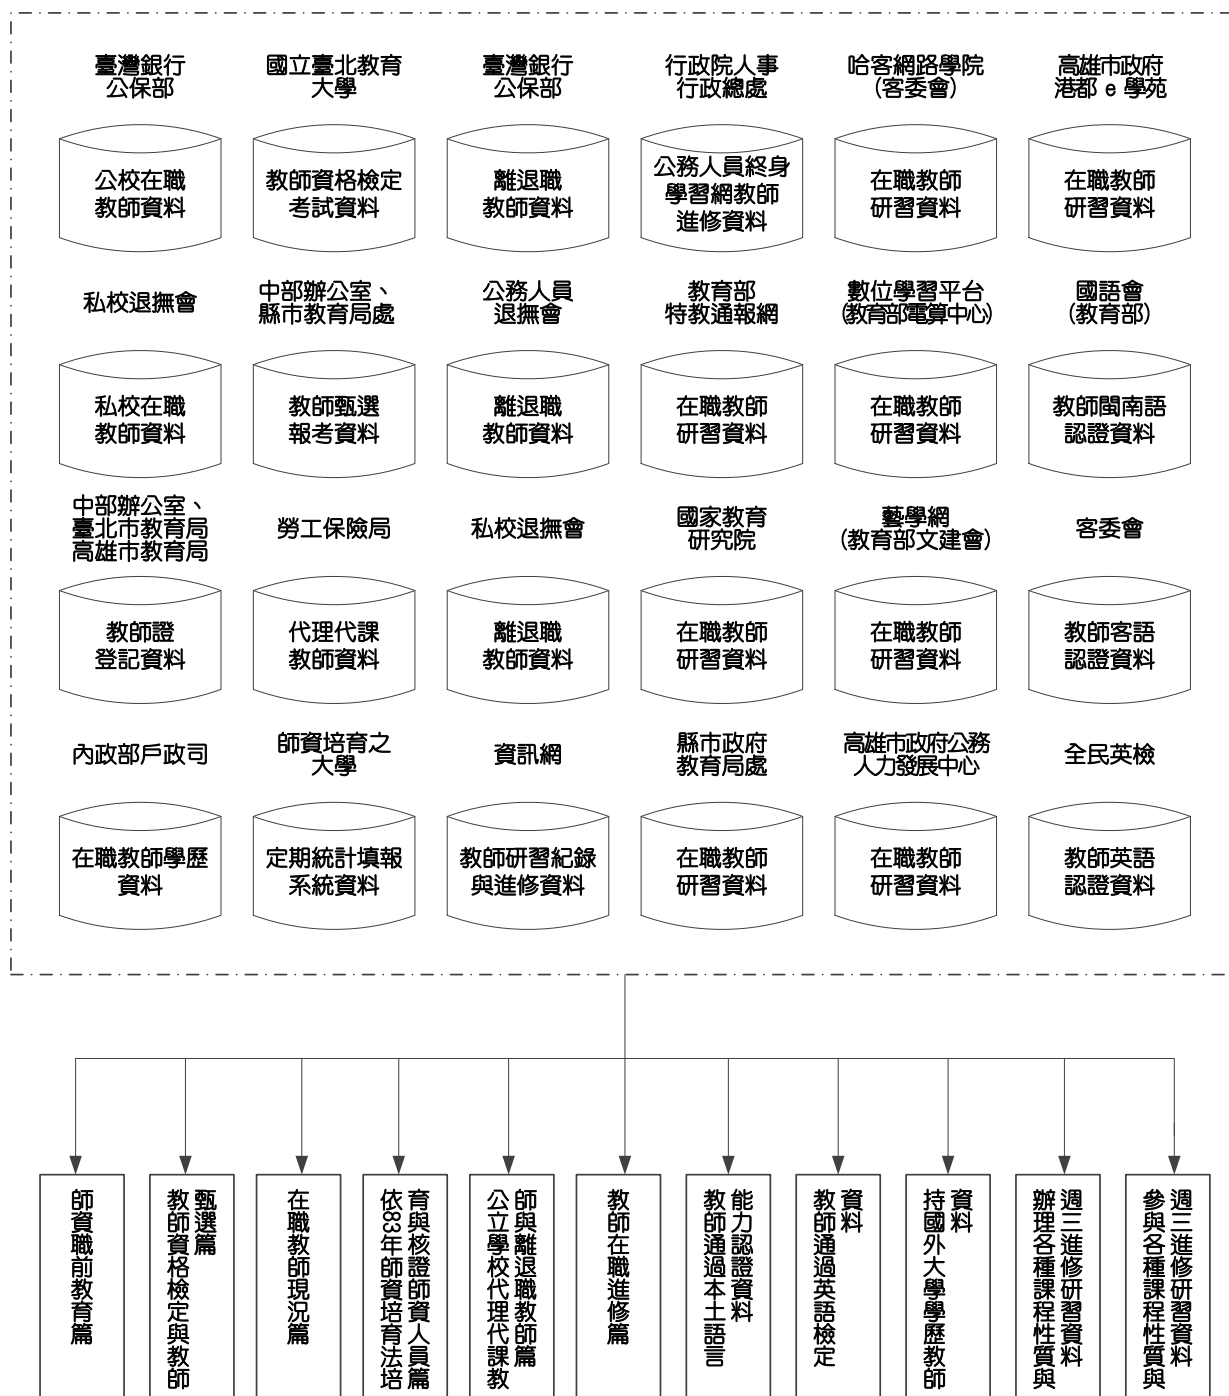 臺灣銀行
公保部
國立臺北教育
大學
臺灣銀行
公保部
行政院人事
行政總處
哈客網路學院
(客委會)
高雄市政府
港都 e 學苑
公校在職
教師資料
教師資格檢定
考試資料
離退職
教師資料
公務人員終身
學習網教師
進修資料
在職教師
研習資料
在職教師
研習資料
私校退撫會
中部辦公室、
縣市教育局處
公務人員
退撫會
教育部
特教通報網
數位學習平台
(教育部電算中心)
國語會
(教育部)
私校在職
教師資料
教師甄選
報考資料
離退職
教師資料
在職教師
研習資料
在職教師
研習資料
教師閩南語
認證資料
中部辦公室、
臺北市教育局
高雄市教育局
勞工保險局
私校退撫會
國家教育
研究院
藝學網
(教育部文建會)
客委會
教師證
登記資料
代理代課
教師資料
離退職
教師資料
在職教師
研習資料
在職教師
研習資料
教師客語
認證資料
內政部戶政司
師資培育之
大學
資訊網
縣市政府
教育局處
高雄市政府公務
人力發展中心
全民英檢
在職教師學歷
資料
定期統計填報
系統資料
教師研習紀錄
與進修資料
在職教師
研習資料
在職教師
研習資料
教師英語
認證資料
師資職前教育篇
教師資格檢定與教師
甄選篇
在職教師現況篇
依83年師資培育法培
育與核證師資人員篇
公立學校代理代課教
師與離退職教師篇
教師在職進修篇
教師通過本土語言
能力認證資料
教師通過英語檢定
資料
持國外大學學歷教師
資料
辦理各種課程性質與
週三進修研習資料
參與各種課程性質與
週三進修研習資料